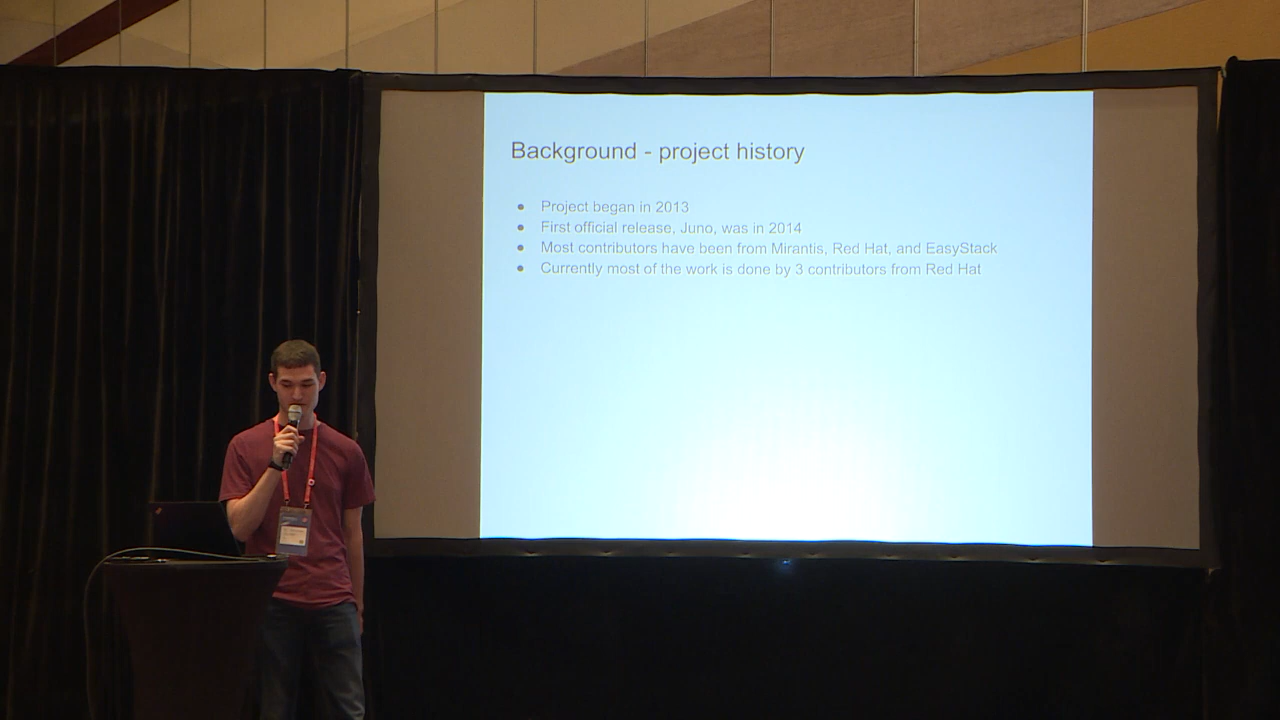 Background - project history
● Project began in 2013
● First official release, Juno, was in 2014
● Most contributors have been from Mirantis, Red Hat, and EasyStack
● Currently most of the work is done by 3 contributors from Red Hat